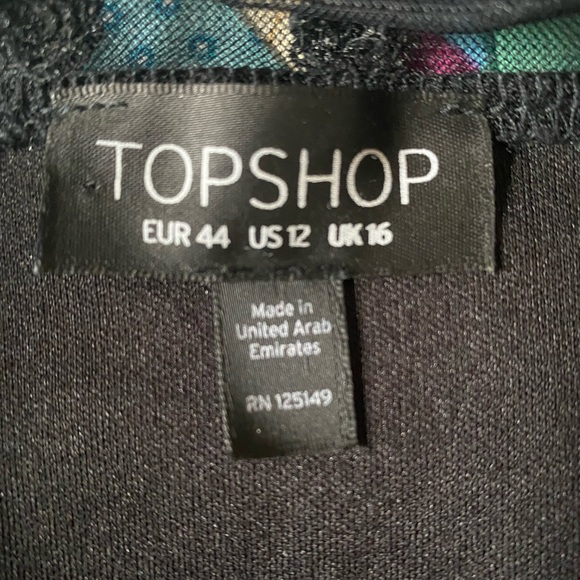 TOPSHOP
EUR 44 US 12 UK 16
Made in
United Arab
Emirates
RN 125149